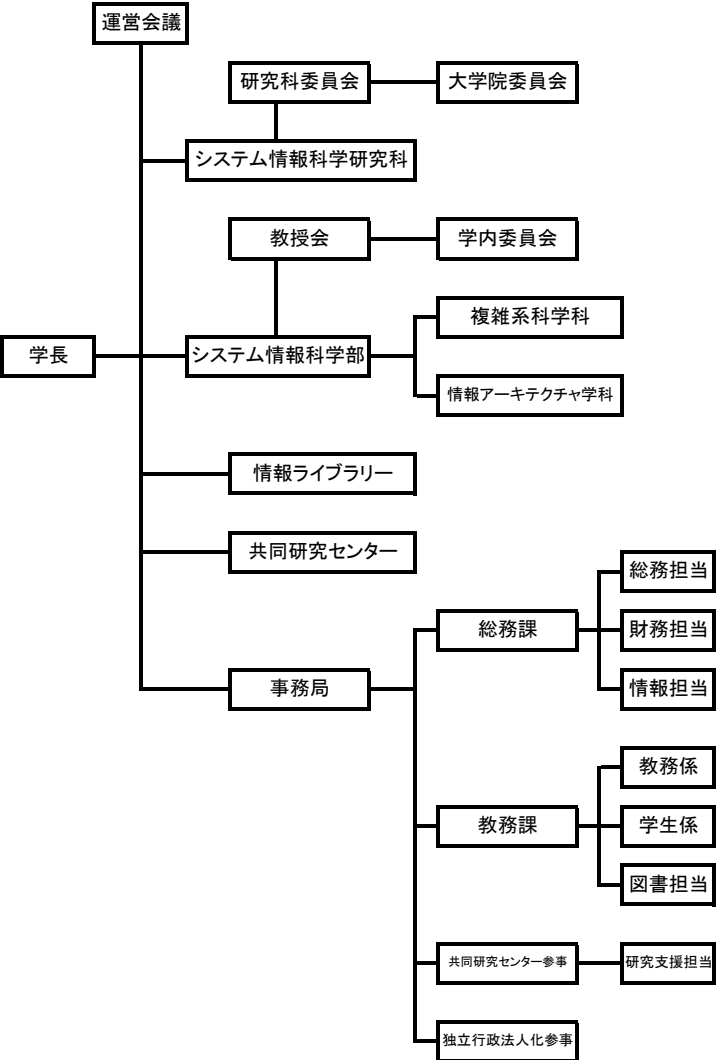 運営会議
研究科委員会
大学院委員会
システム情報科学研究科
教授会
学内委員会
複雑系科学科
学長
システム情報科学部
情報アーキテクチャ学科
情報ライブラリー
共同研究センター
総務担当
総務課
財務担当
事務局
情報担当
教務係
教務課
学生係
図書担当
共同研究センター参事
研究支援担当
独立行政法人化参事